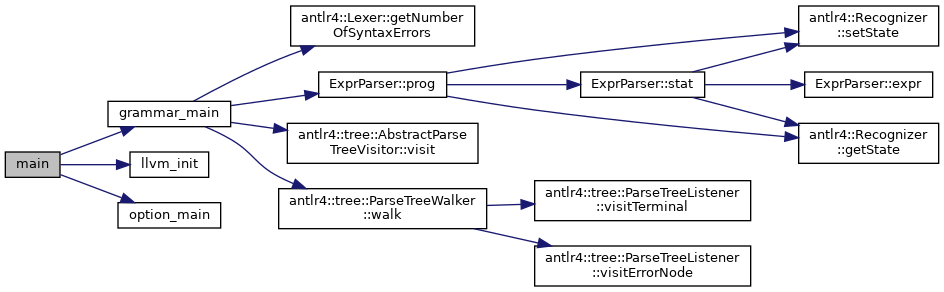 main
grammar_main
llvm_init
option_main
antlr4::Lexer::getNumber
OfSyntaxErrors
ExprParser::prog
antlr4::tree::AbstractParse
TreeVisitor::visit
antlr4::tree::ParseTreeWalker
::walk
ExprParser::stat
antlr4::tree::ParseTreeListener
::visitTerminal
antlr4::tree::ParseTreeListener
::visitErrorNode
antlr4::Recognizer
::setState
ExprParser::expr
antlr4::Recognizer
::getState